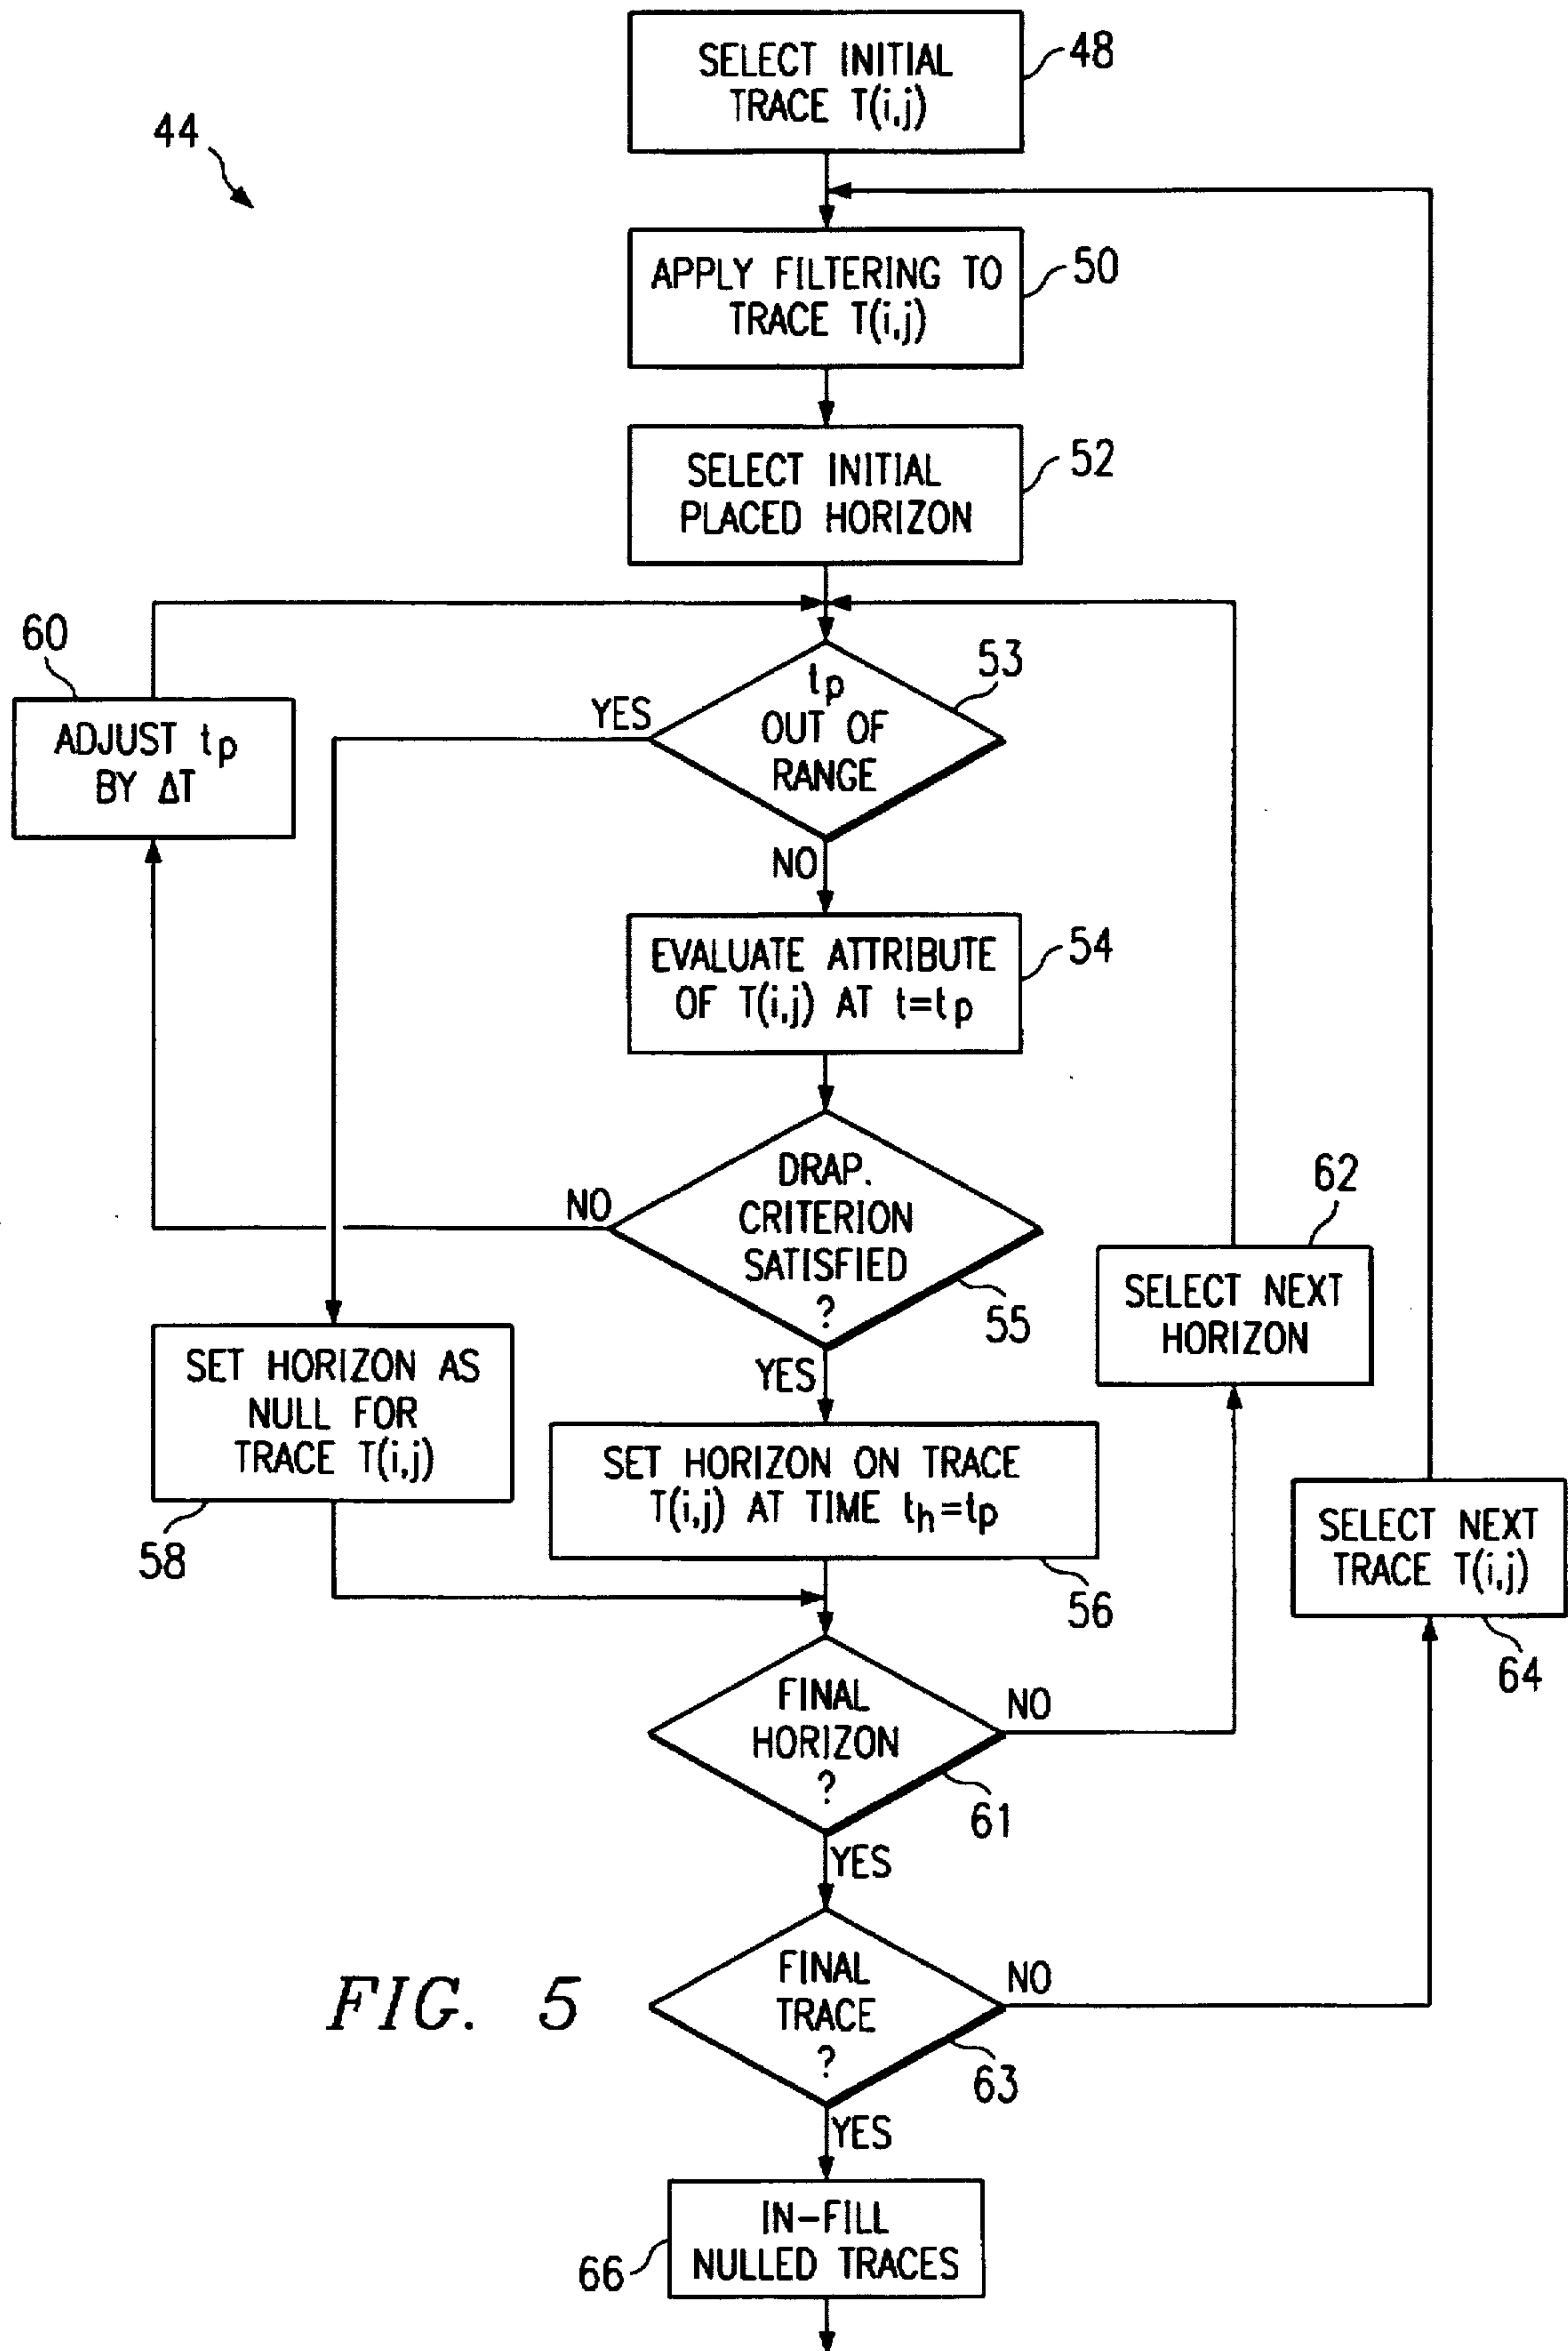 SELECT INITIAL
TRACE T(i,j)
48
44
APPLY FILTERING TO
TRACE T(i,j)
50
SELECT INITIAL
PLACED HORIZON
52
60
ADJUST tp
BY ΔT
tp
OUT OF
RANGE
53
YES
NO
EVALUATE ATTRIBUTE
OF T(i,j) AT t=tp
54
DRAP.
CRITERION
SATISFIED
?
55
NO
YES
62
SELECT NEXT
HORIZON
SET HORIZON AS
NULL FOR
TRACE T(i,j)
58
SET HORIZON ON TRACE
T(i,j) AT TIME th=tp
56
SELECT NEXT
TRACE T(i,j)
64
FINAL
HORIZON
?
61
NO
YES
FINAL
TRACE
?
63
NO
YES
FIG. 5
IN-FILL
NULLED TRACES
66